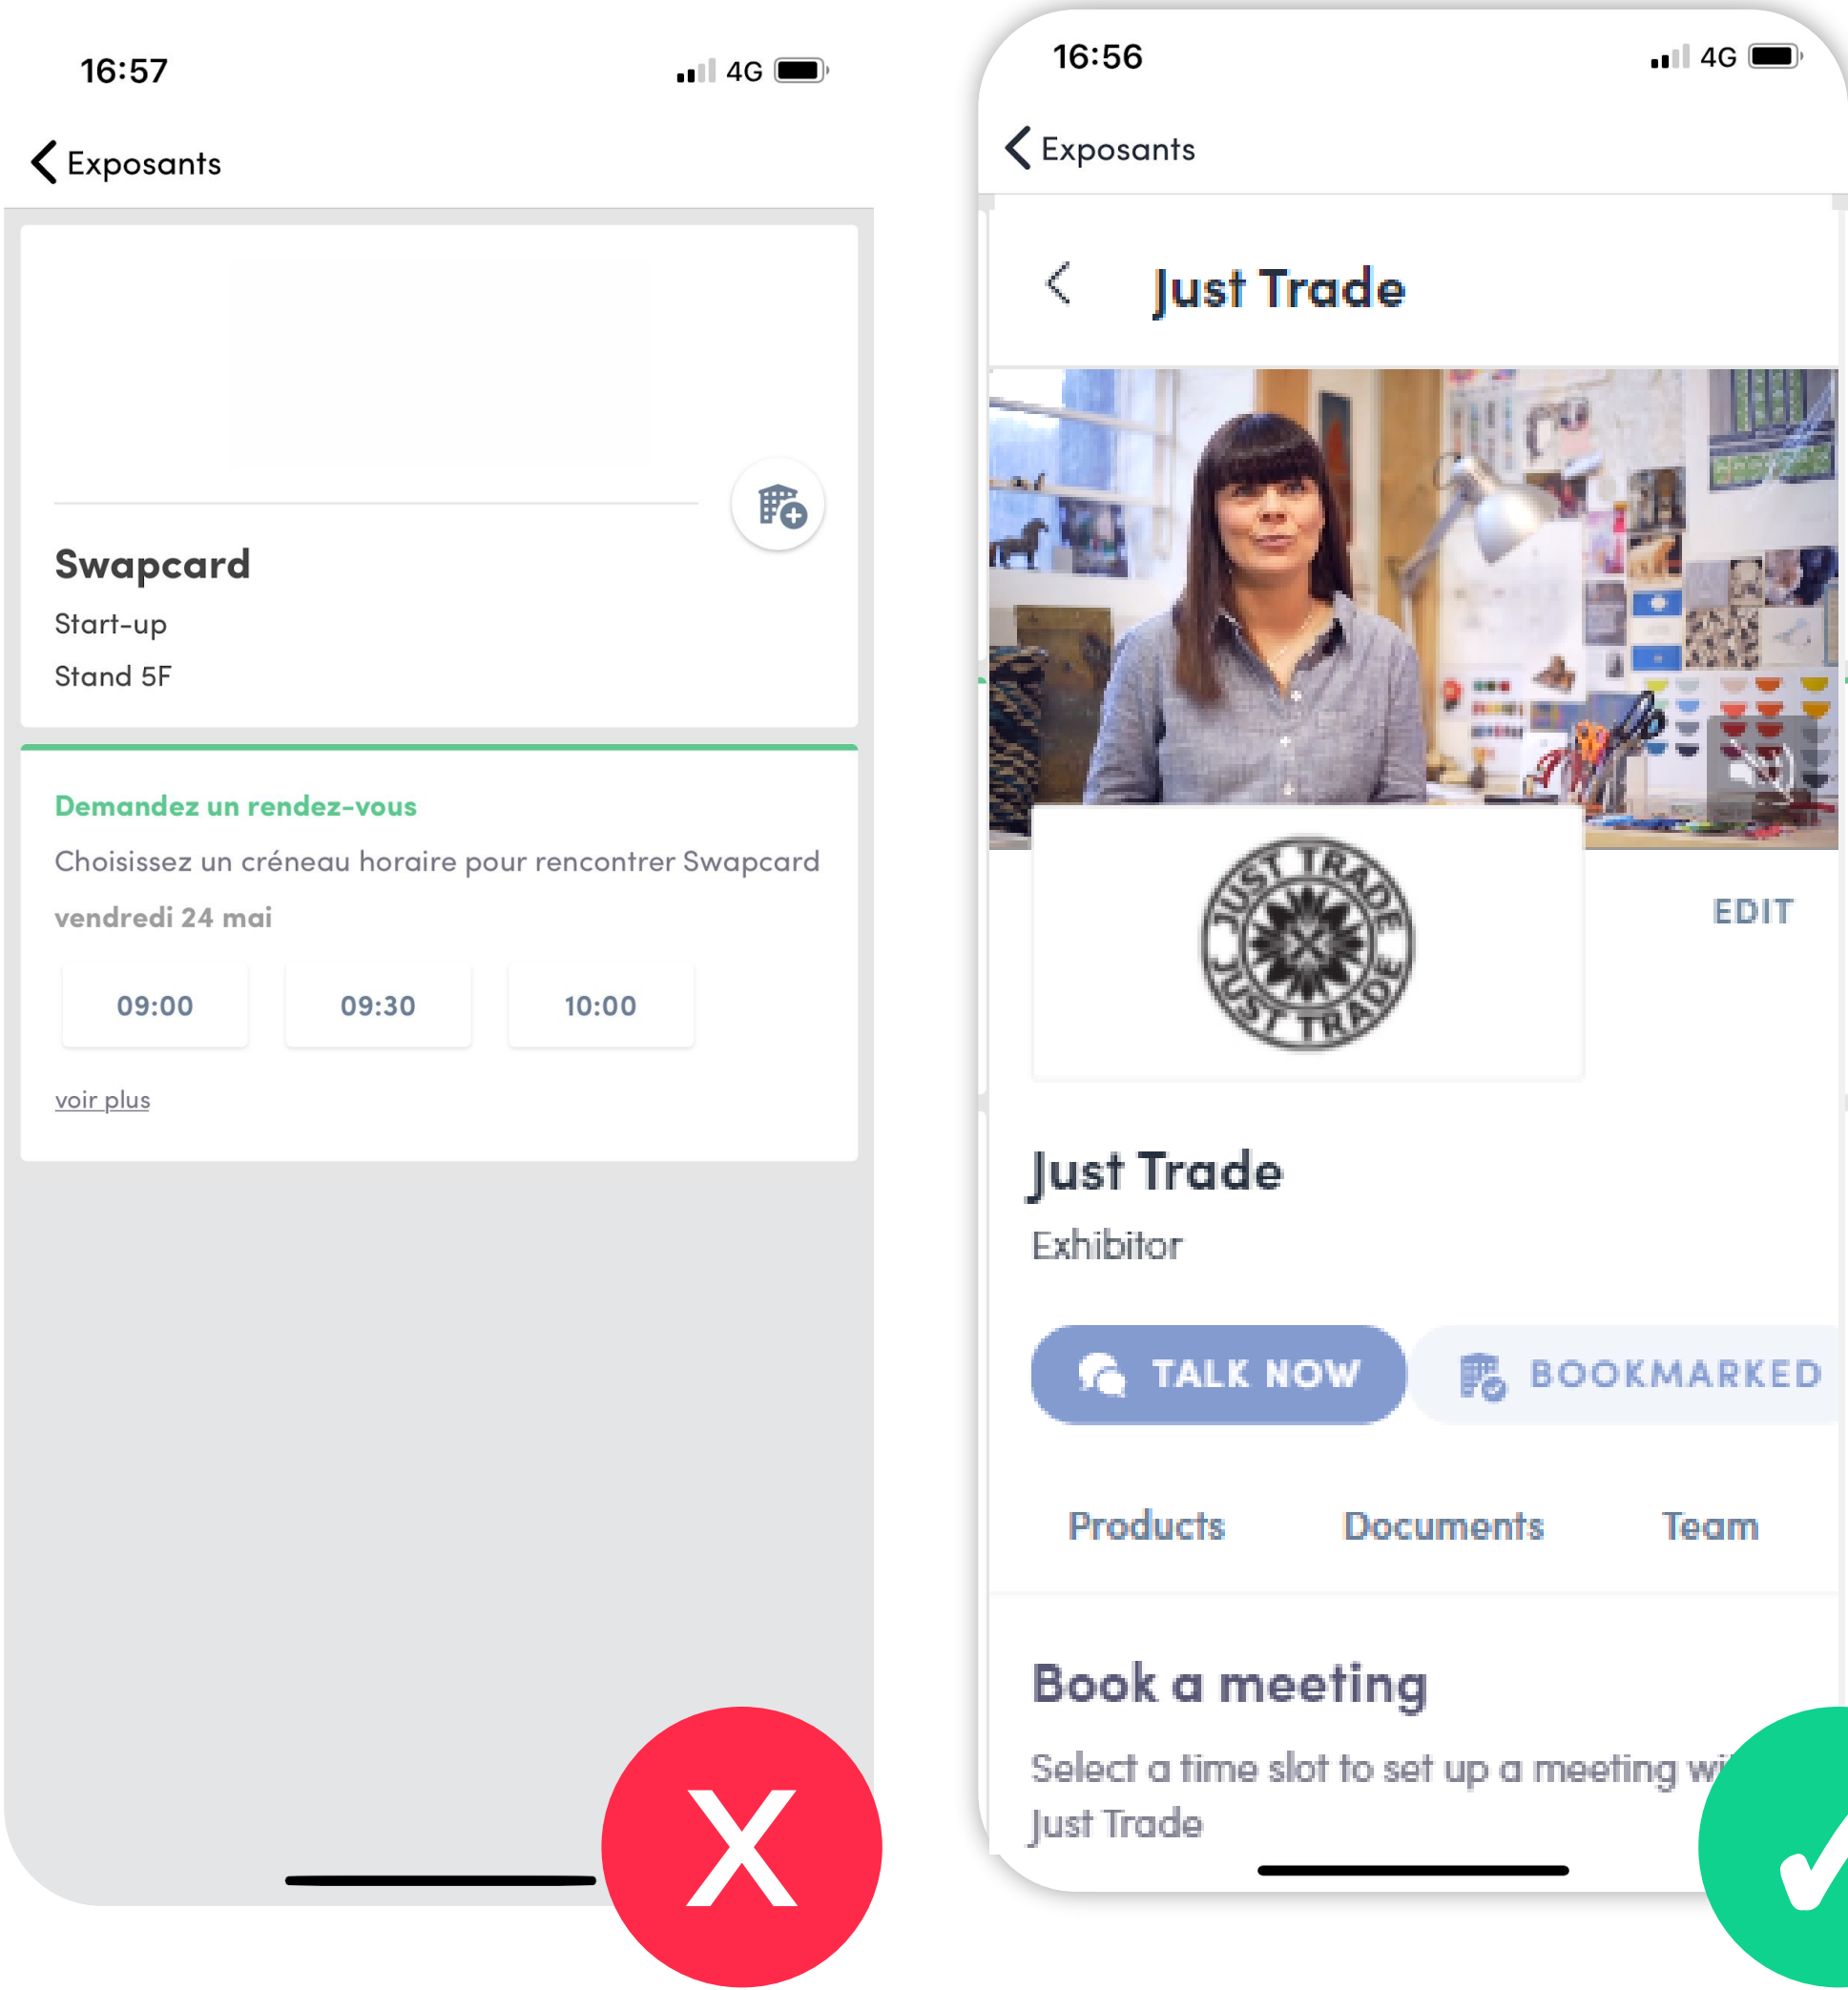 16:57
4G
Exposants
Swapcard
Start-up
Stand 5F
Demandez un rendez-vous
Choisissez un créneau horaire pour rencontrer Swapcard
vendredi 24 mai
09:00
09:30
10:00
voir plus
X
16:56
4G
Exposants
Just Trade
JUST TRADE
JUST TRADE
EDIT
Just Trade
Exhibitor
TALK NOW
BOOKMARKED
Products
Documents
Team
Book a meeting
Select a time slot to set up a meeting wi
Just Trade